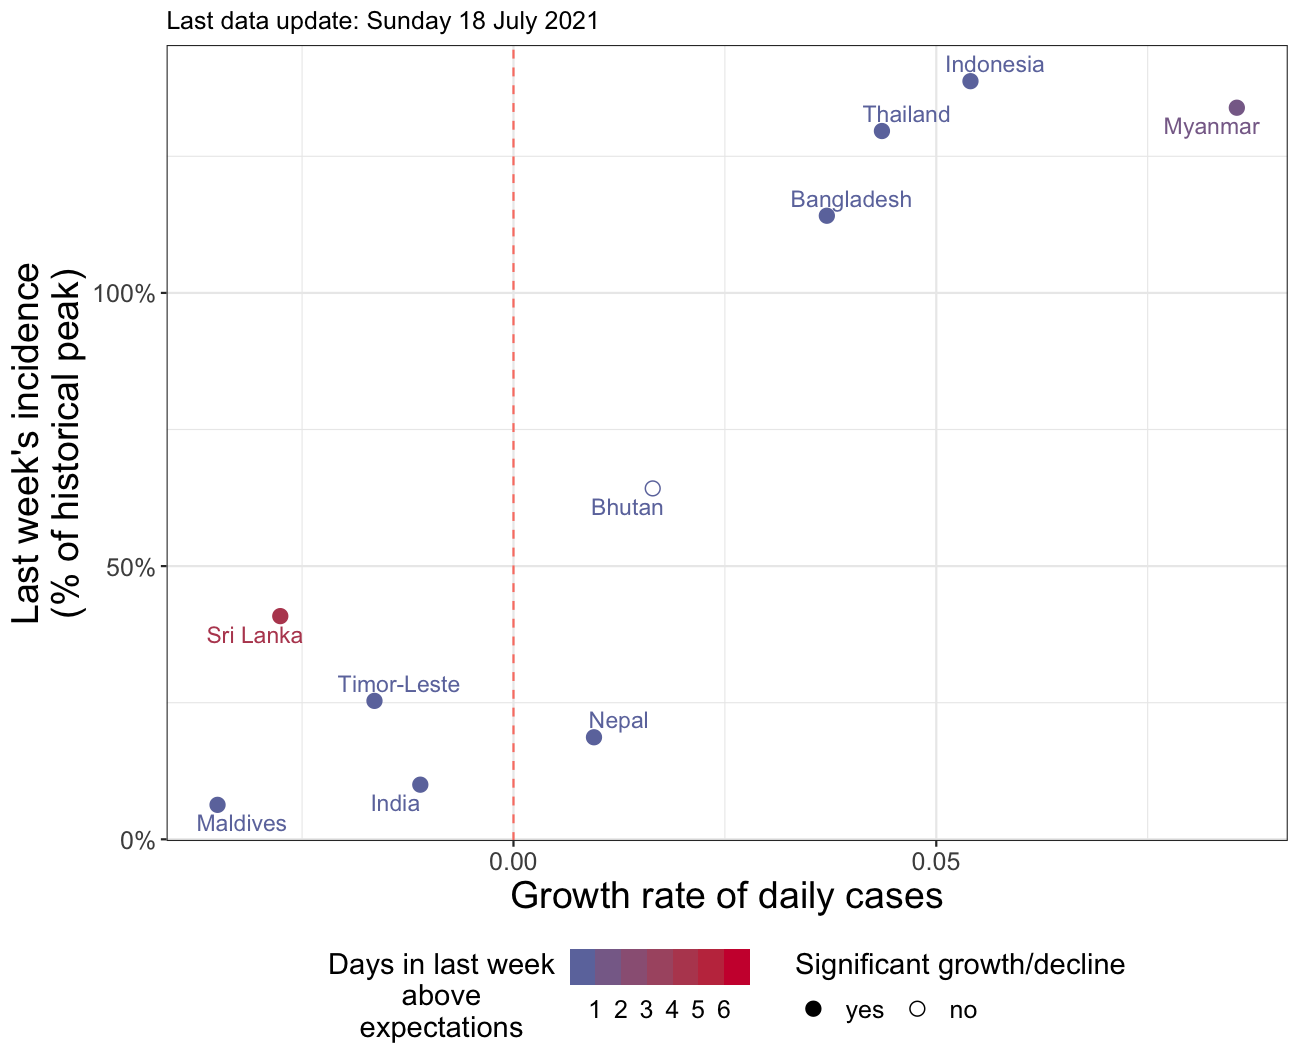 Last data update: Sunday 18 July 2021
Indonesia
Thailand
Myanmar
Bangladesh
Last week's incidence
(% of historical peak)
100%
Bhutan
50%
Sri Lanka
Timor-Leste
Nepal
India
Maldives
0%
0.00 0.05
Growth rate of daily cases
Days in last week
above
expectations
1 2 3 4 5 6
Significant growth/decline
yes no